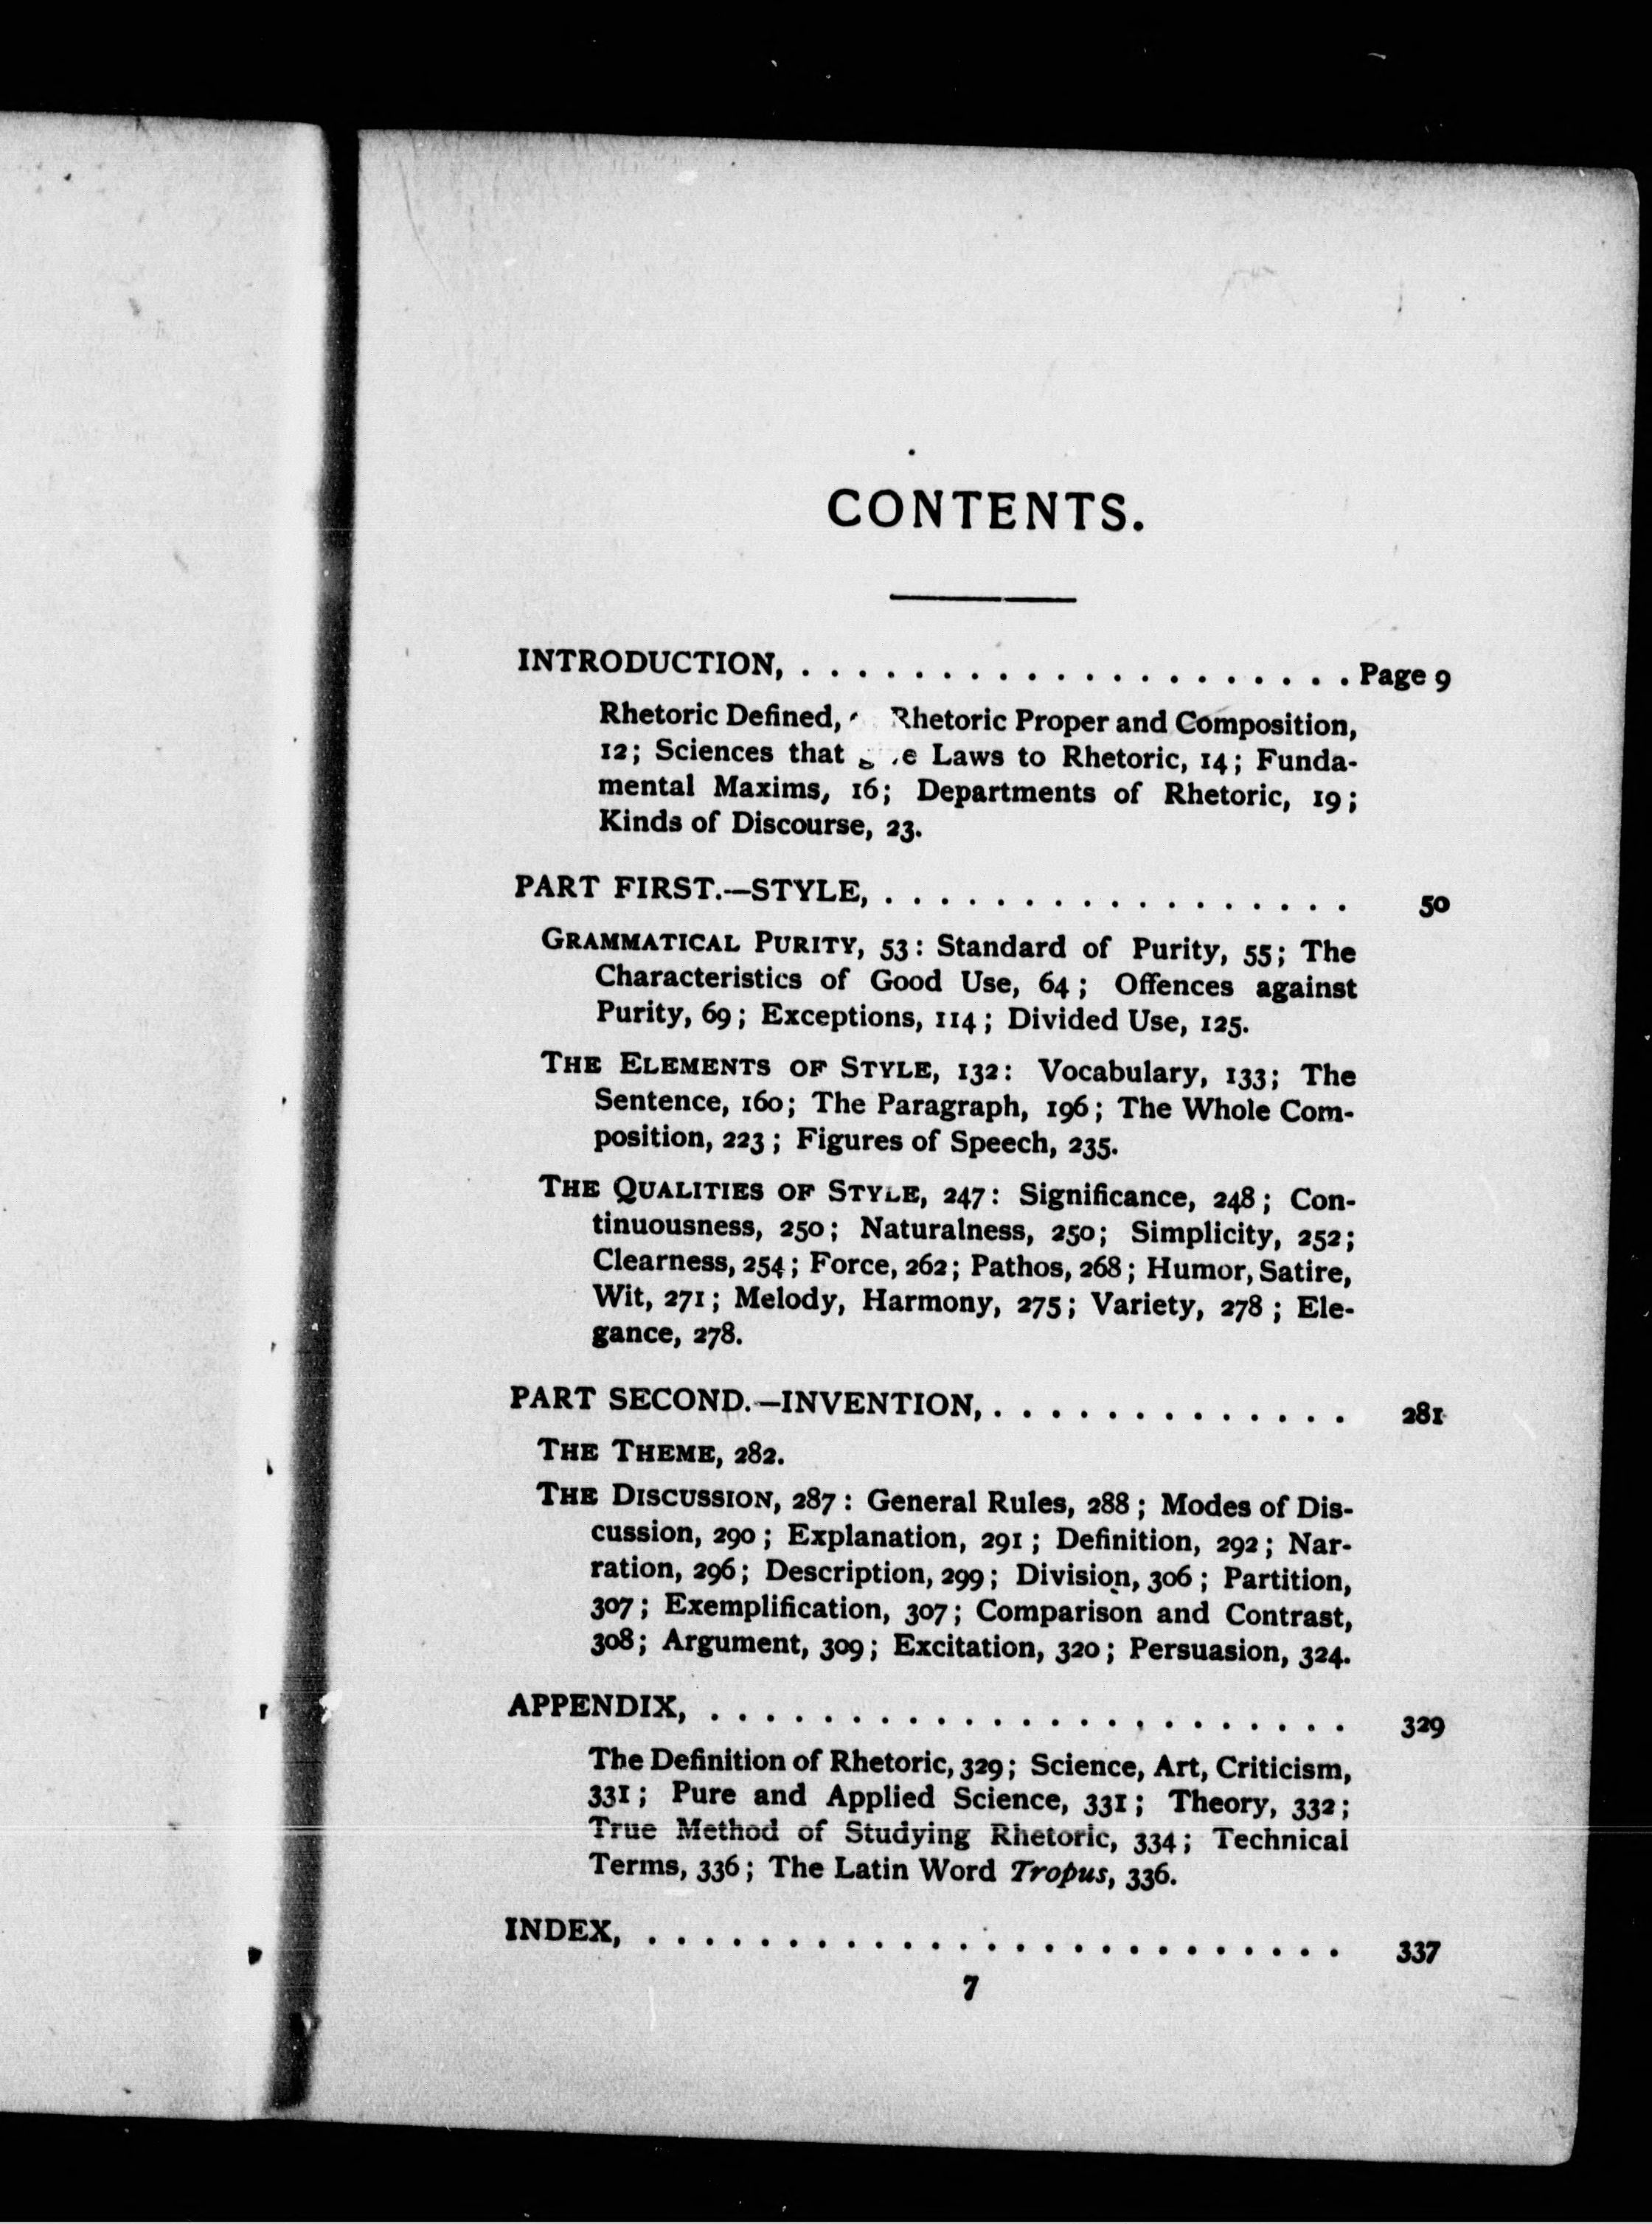 CONTENTS.
INTRODUCTION, . . . . . . . . . . . . . . . . . . . . Page 9
Rhetoric Defined, Rhetoric Proper and Composition,
12; Sciences that Laws to Rhetoric, 14; Funda-
mental Maxims, 16; Departments of Rhetoric, 19;
Kinds of Discourse, 23.
PART FIRST.—STYLE, . . . . . . . . . . . . . . . . . 50
GRAMMATICAL PURITY, 53: Standard of Purity, 55; The
Characteristics of Good Use, 64; Offences against
Purity, 69; Exceptions, 114; Divided Use, 125.
THE ELEMENTS OF STYLE, 132: Vocabulary, 133; The
Sentence, 160; The Paragraph, 196; The Whole Com-
position, 223; Figures of Speech, 235.
THE QUALITIES OF STYLE, 247: Significance, 248; Con-
tinuousness, 250; Naturalness, 250; Simplicity, 252;
Clearness, 254; Force, 262; Pathos, 268; Humor, Satire,
Wit, 271; Melody, Harmony, 275; Variety, 278; Ele-
gance, 278.
PART SECOND.—INVENTION, . . . . . . . . . . . . . 281
THE THEME, 282.
THE DISCUSSION, 287: General Rules, 288; Modes of Dis-
cussion, 290; Explanation, 291; Definition, 292; Nar-
ration, 296; Description, 299; Division, 306; Partition,
307; Exemplification, 307; Comparison and Contrast,
308; Argument, 309; Excitation, 320; Persuasion, 324.
APPENDIX, . . . . . . . . . . . . . . . . . . . . . . . 329
The Definition of Rhetoric, 329; Science, Art, Criticism,
331; Pure and Applied Science, 331; Theory, 332;
True Method of Studying Rhetoric, 334; Technical
Terms, 336; The Latin Word Tropus, 336.
INDEX, . . . . . . . . . . . . . . . . . . . . . . . . . 337
7